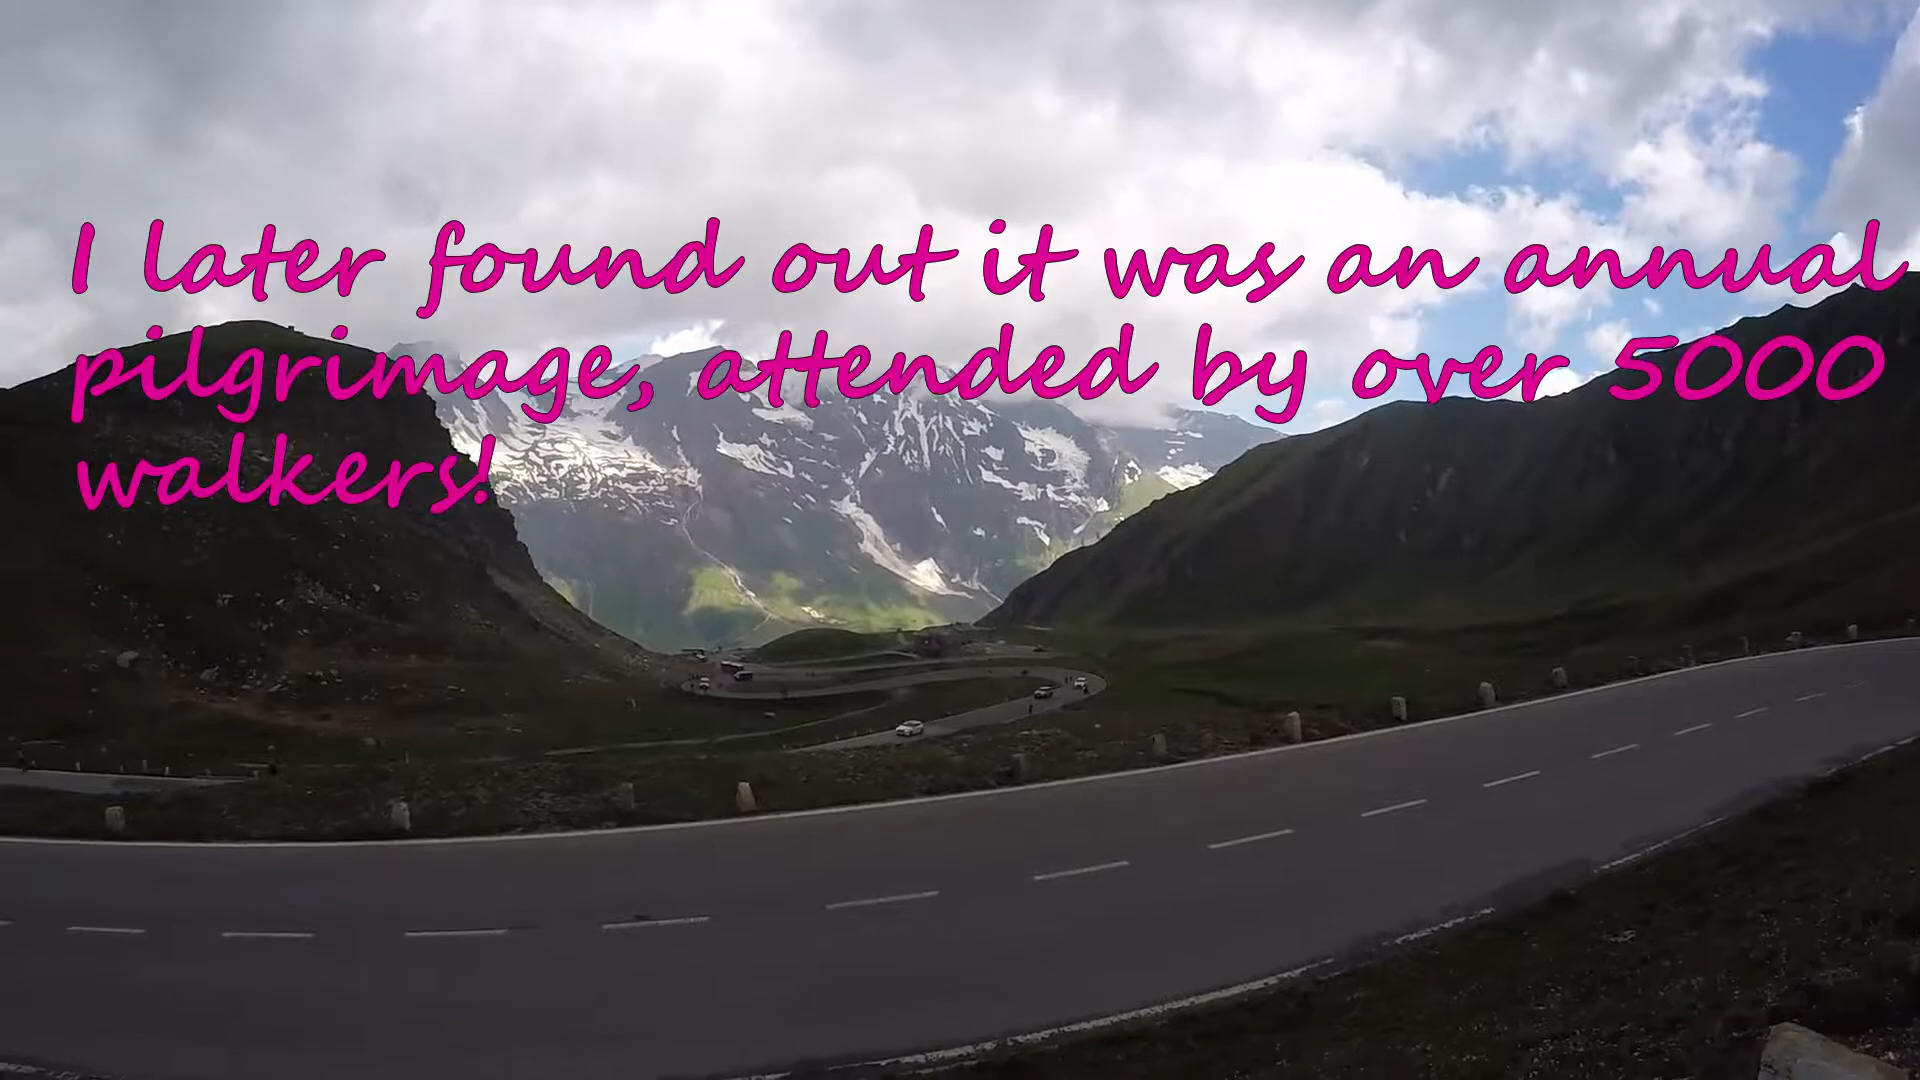 I later found out it was an annual
pilgrimage, attended by over 5000
walkers!